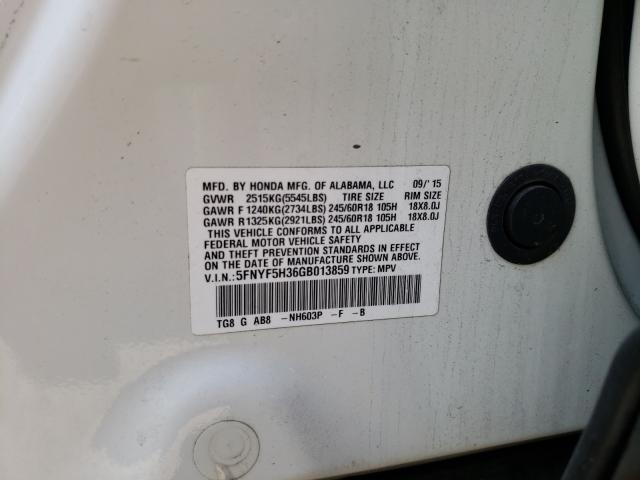 MFD. BY HONDA MFG. OF ALABAMA, LLC 09/'15
GVWR 2515KG(5545LBS) TIRE SIZE RIM SIZE
GAWR F 1240KG(2734LBS) 245/60R18 105H 18X8.0J
GAWR R1325KG(2921LBS) 245/60R18 105H 18X8.0J
THIS VEHICLE CONFORMS TO ALL APPLICABLE
FEDERAL MOTOR VEHICLE SAFETY
AND THEFT PREVENTION STANDARDS IN EFFECT
ON THE DATE OF MANUFACTURE SHOWN ABOVE.
V.I.N.:5FNYF5H36GB013859 TYPE: MPV
TG8 G AB8 -NH603P -F -B